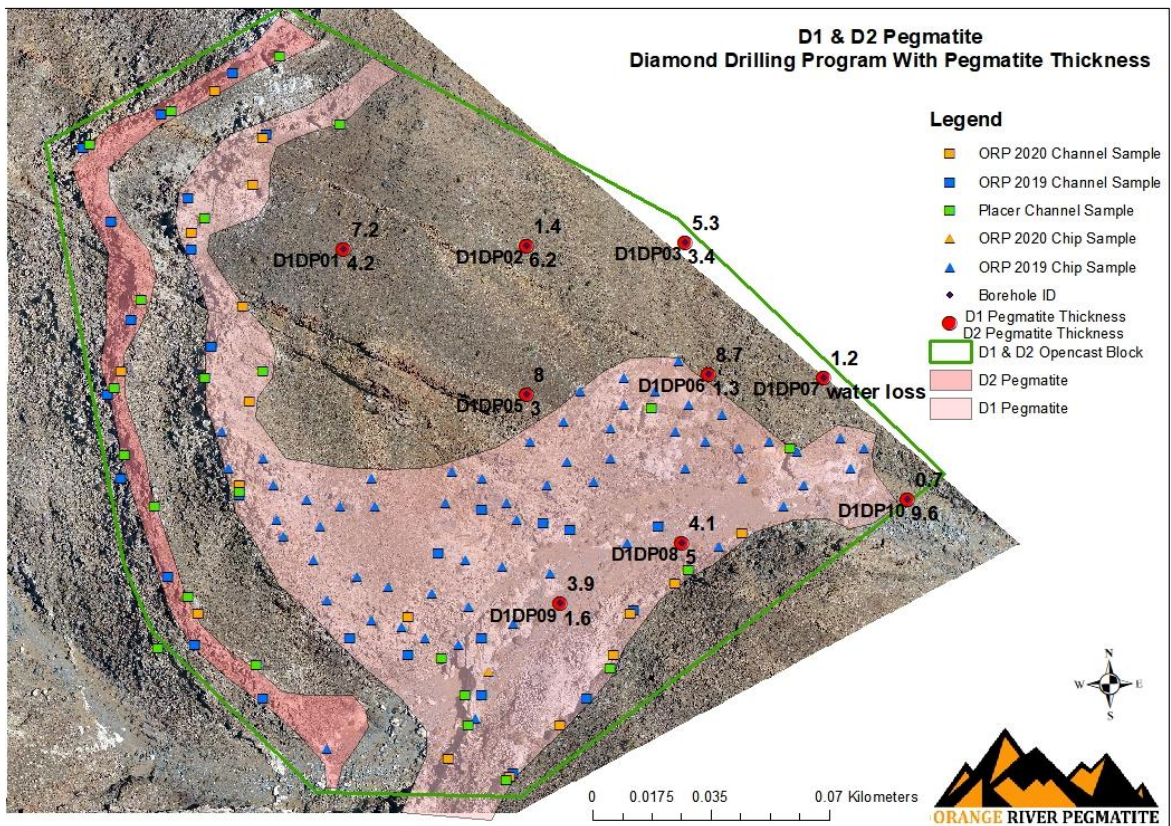 D1 & D2 Pegmatite
Diamond Drilling Program With Pegmatite Thickness
Legend
ORP 2020 Channel Sample
ORP 2019 Channel Sample
Placer Channel Sample
ORP 2020 Chip Sample
ORP 2019 Chip Sample
Borehole ID
D1 Pegmatite Thickness
D2 Pegmatite Thickness
D1 & D2 Opencast Block
D2 Pegmatite
D1 Pegmatite
7.2
D1DP01 4.2
1.4
D1DP02 6.2
5.3
D1DP03 3.4
8
D1DP05 3
8.7
D1DP06 1.3
1.2
D1DP07 water loss
0.7
D1DP10 9.6
4.1
D1DP08 5
3.9
D1DP09 1.6
N
W E
S
0 0.0175 0.035 0.07 Kilometers
ORANGE RIVER PEGMATITE